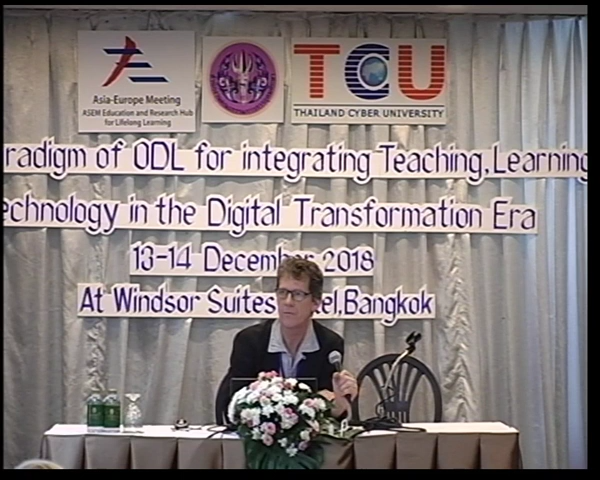 Asia-Europe Meeting
ASEM Education and Research Hub
for Lifelong Learning
TCU
THAILAND CYBER UNIVERSITY
radigm of ODL for integrating Teaching,Learning
echnology in the Digital Transformation Era
13-14 December 2018
At Windsor Suites el,Bangkok